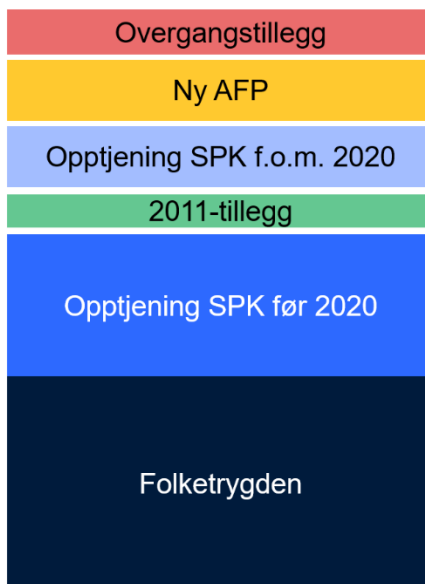 Overgangstillegg
Ny AFP
Opptjening SPK f.o.m. 2020
2011-tillegg
Opptjening SPK før 2020
Folketrygden